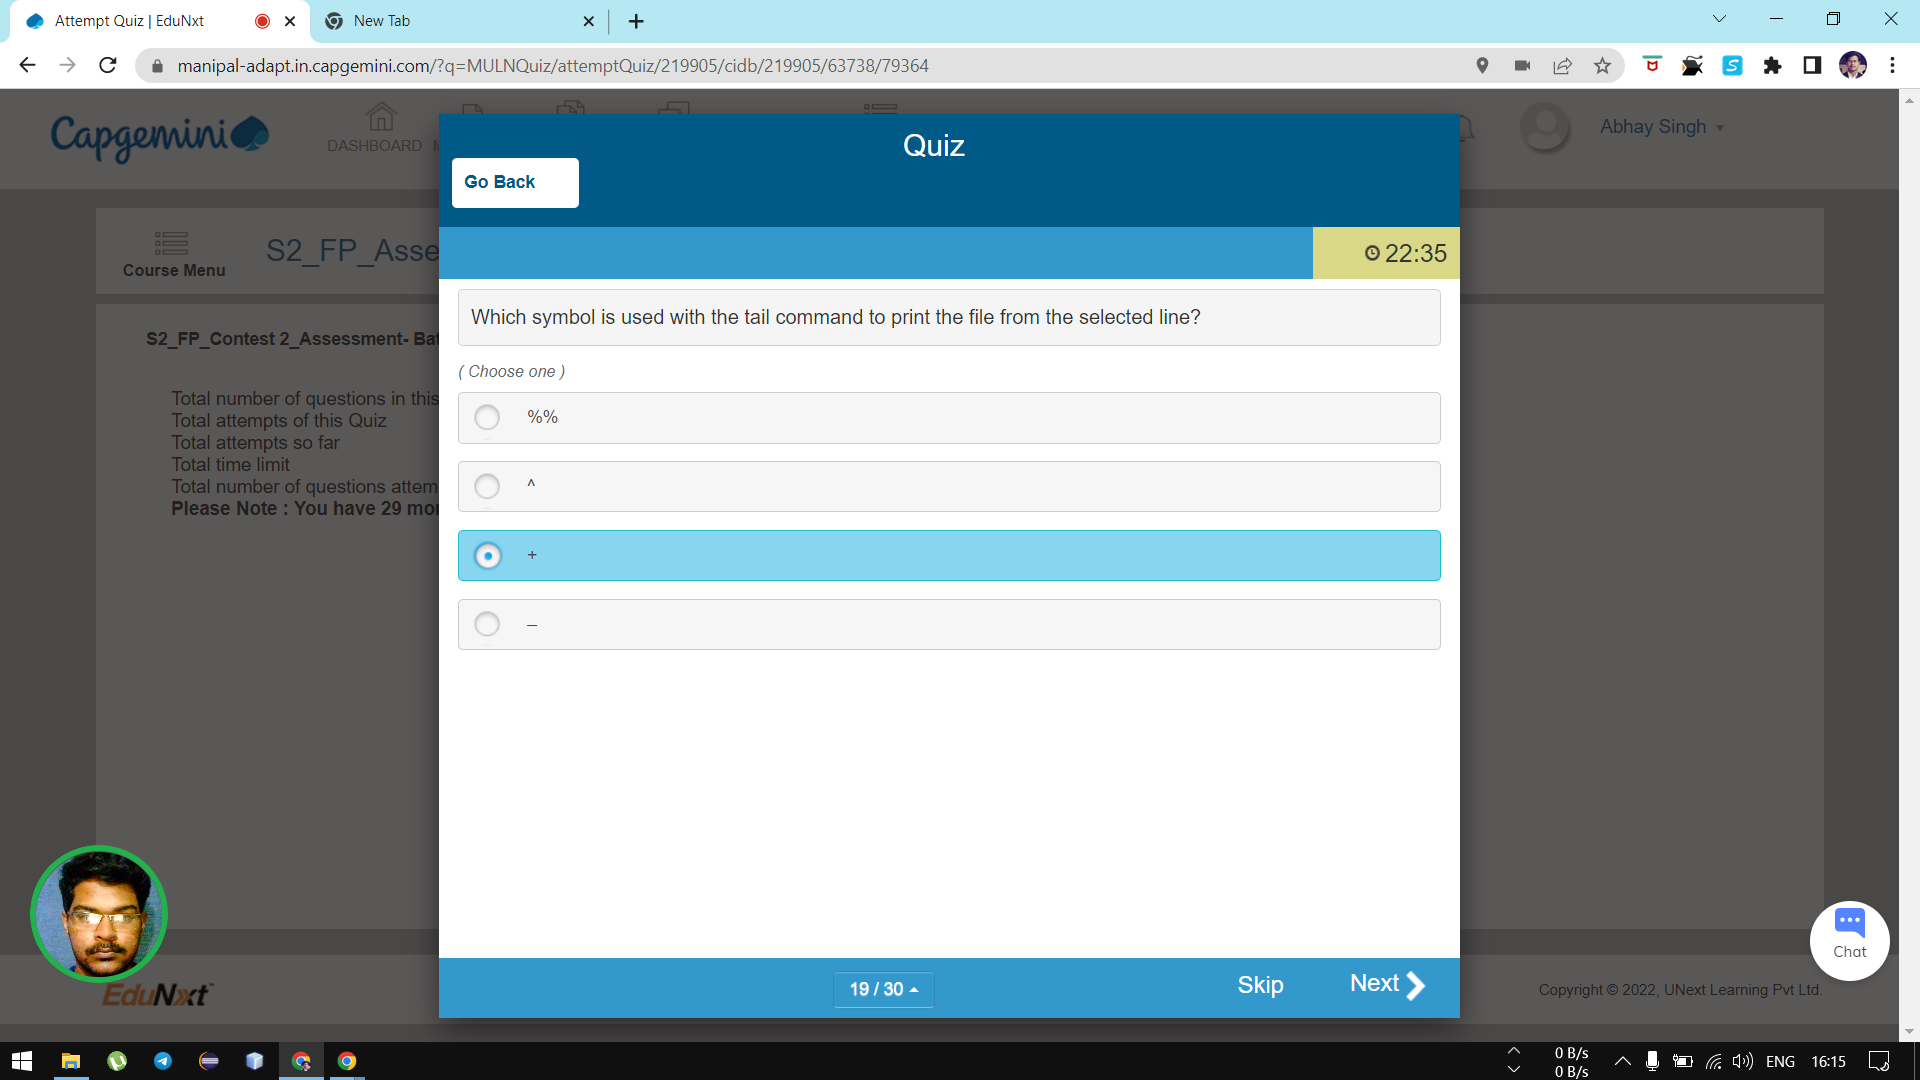 Attempt Quiz | EduNxt
New Tab
manipal-adapt.in.capgemini.com/?q=MULNQuiz/attemptQuiz/219905/cidb/219905/63738/79364
Capgemini
DASHBOARD
Abhay Singh
Quiz
Go Back
Course Menu
S2_FP_Asse
22:35
S2_FP_Contest 2_Assessment- Bat
Which symbol is used with the tail command to print the file from the selected line?
( Choose one )
Total number of questions in this
Total attempts of this Quiz
Total attempts so far
Total time limit
Total number of questions attem
Please Note : You have 29 mor
%%
^
+
–
EduNxt
19 / 30
Skip
Next
Chat
Copyright © 2022, UNext Learning Pvt Ltd.
0 B/s
0 B/s
ENG
16:15